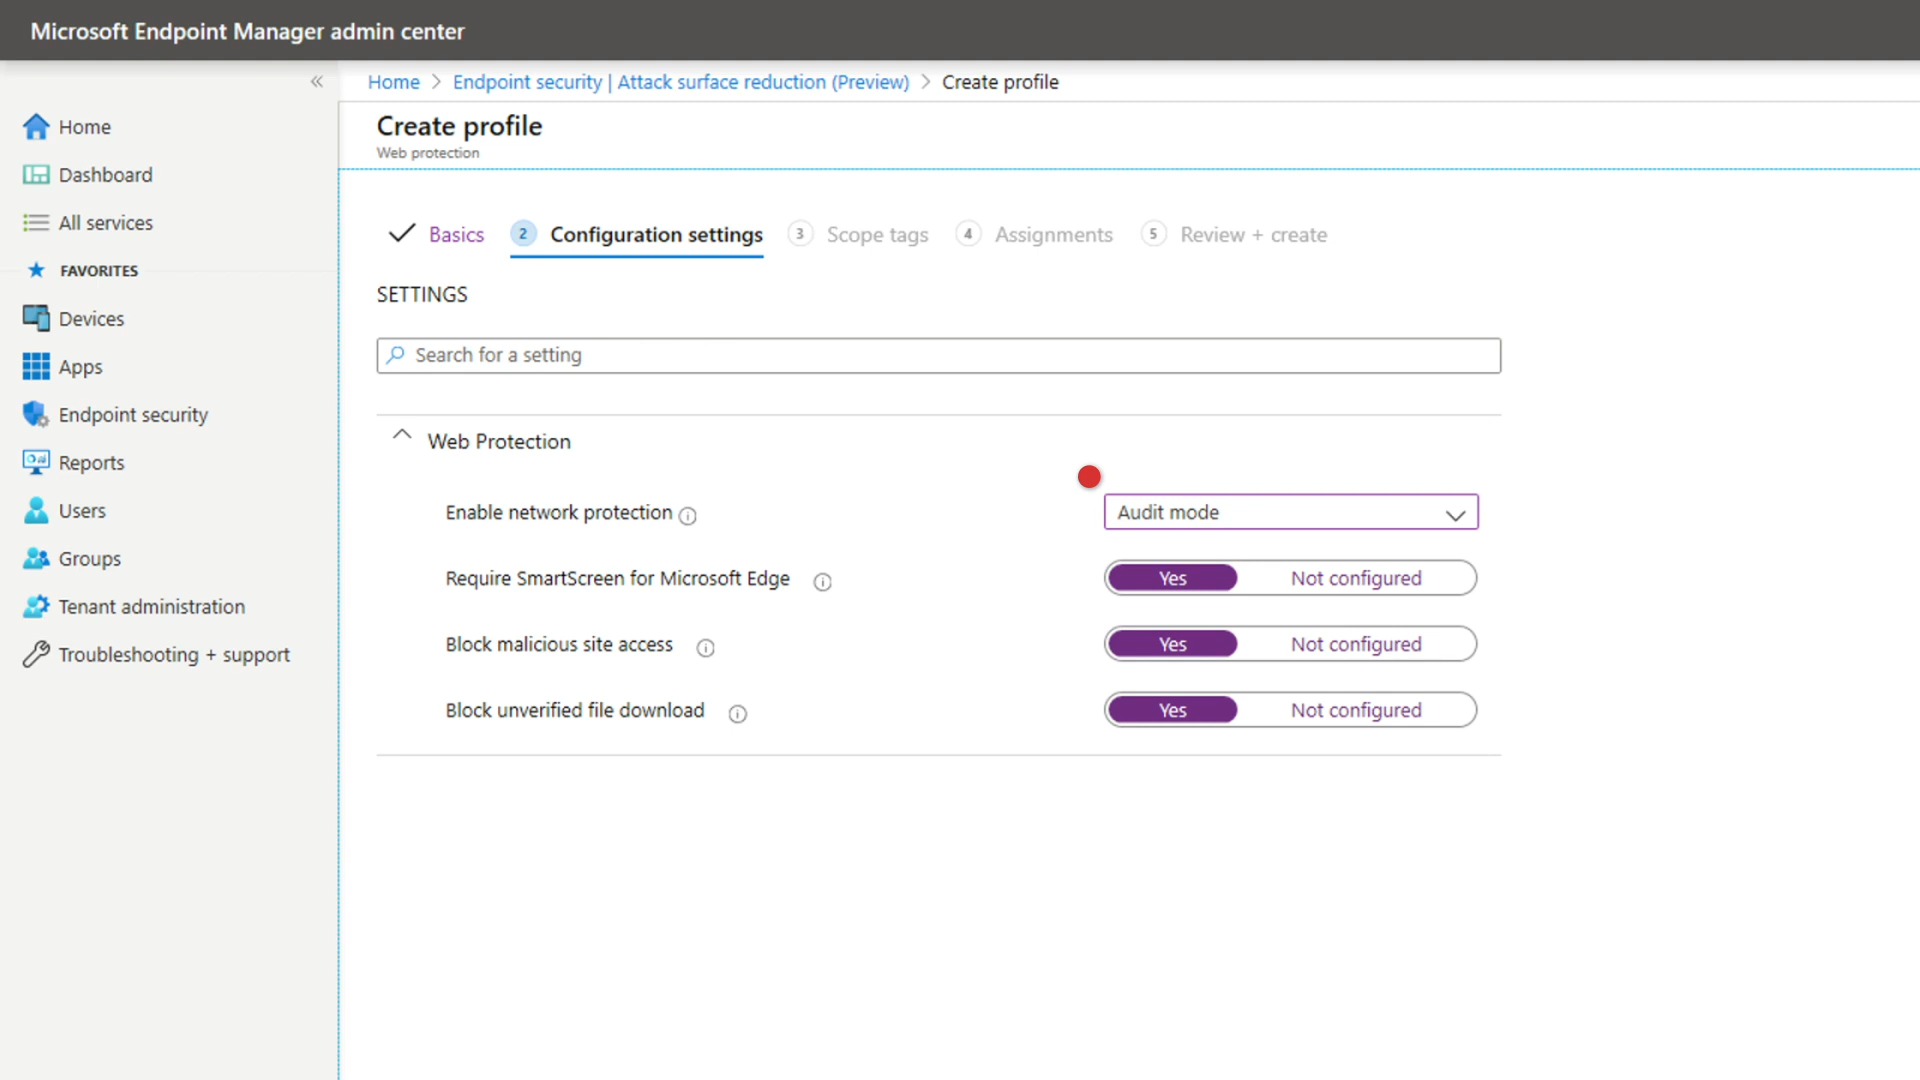 Microsoft Endpoint Manager admin center
«
Home > Endpoint security | Attack surface reduction (Preview) > Create profile
Create profile
Web protection
Home
Dashboard
All services
FAVORITES
Devices
Apps
Endpoint security
Reports
Users
Groups
Tenant administration
Troubleshooting + support
Basics 2 Configuration settings 3 Scope tags 4 Assignments 5 Review + create
SETTINGS
Search for a setting
Web Protection
Enable network protection Audit mode
Require SmartScreen for Microsoft Edge Yes Not configured
Block malicious site access Yes Not configured
Block unverified file download Yes Not configured